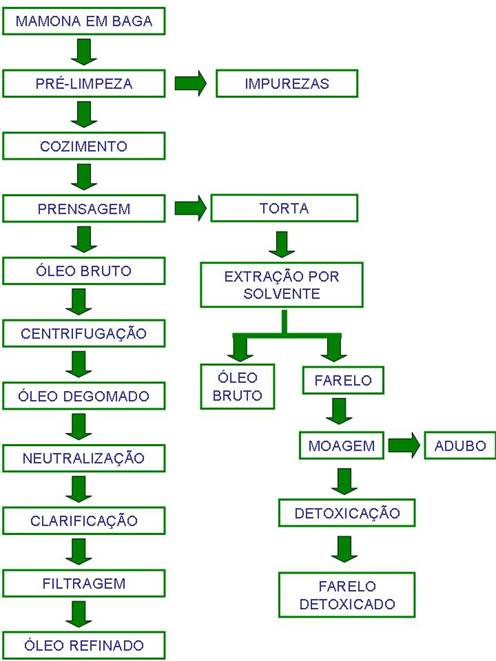 MAMONA EM BAGA
PRÉ-LIMPEZA
IMPUREZAS
COZIMENTO
PRENSAGEM
TORTA
ÓLEO BRUTO
EXTRAÇÃO POR
SOLVENTE
CENTRIFUGAÇÃO
ÓLEO
BRUTO
FARELO
ÓLEO DEGOMADO
MOAGEM
ADUBO
NEUTRALIZAÇÃO
DETOXICAÇÃO
CLARIFICAÇÃO
FILTRAGEM
FARELO
DETOXICADO
ÓLEO REFINADO